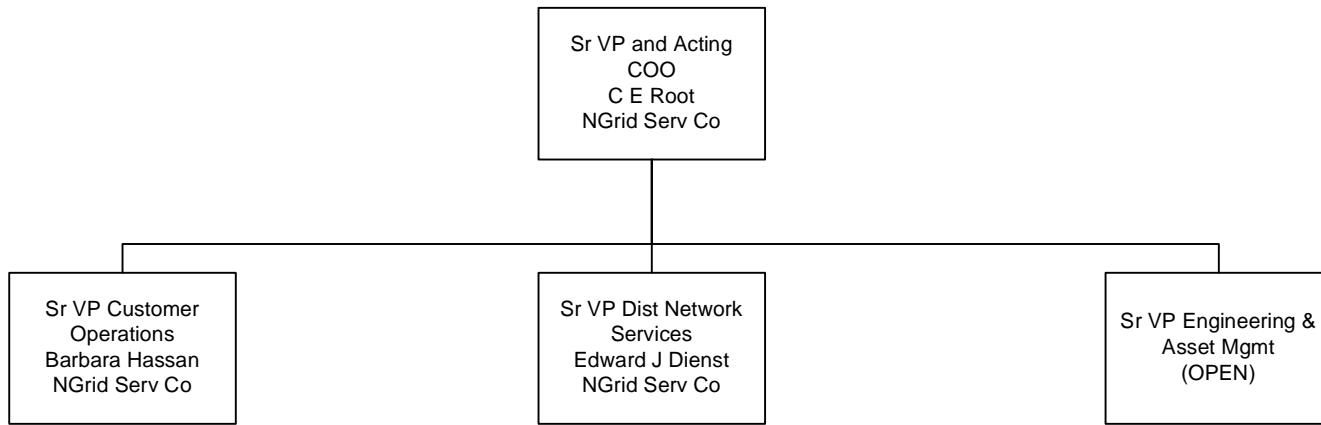 Sr VP and Acting
COO
C E Root
NGrid Serv Co
Sr VP Customer
Operations
Barbara Hassan
NGrid Serv Co
Sr VP Dist Network
Services
Edward J Dienst
NGrid Serv Co
Sr VP Engineering &
Asset Mgmt
(OPEN)